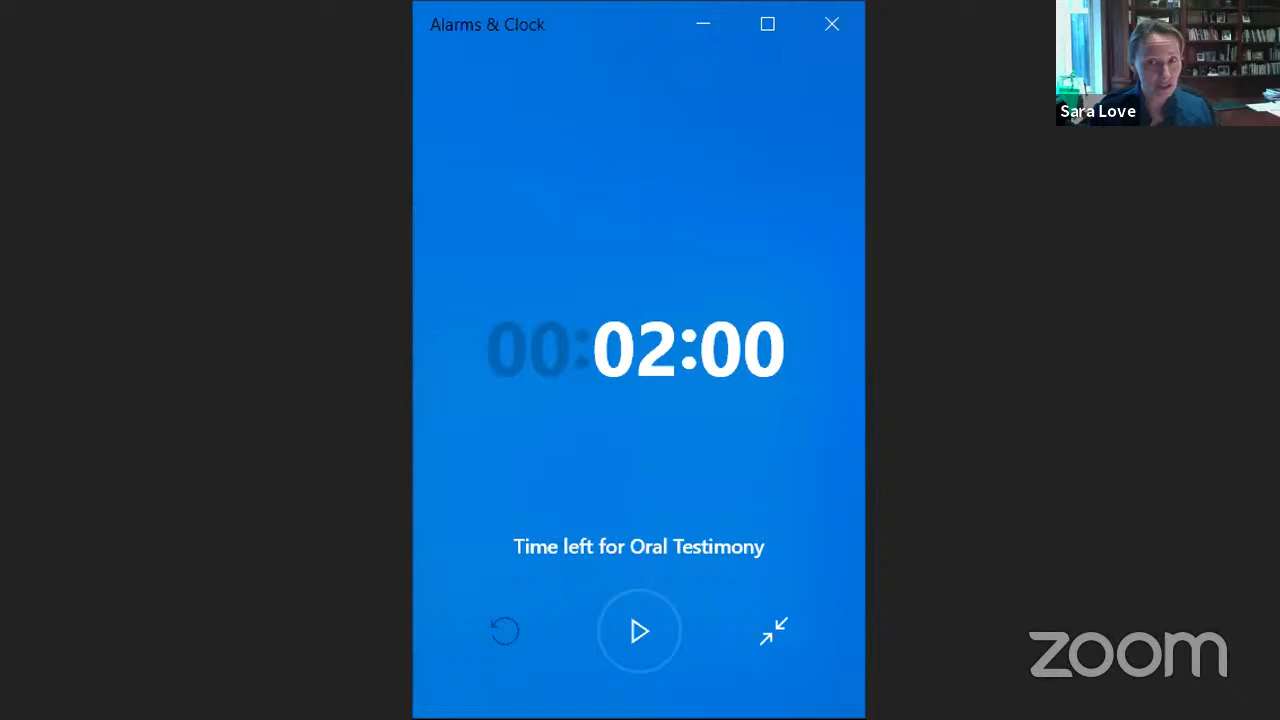 Alarms & Clock
Sara Love
00:02:00
Time left for Oral Testimony
zoom